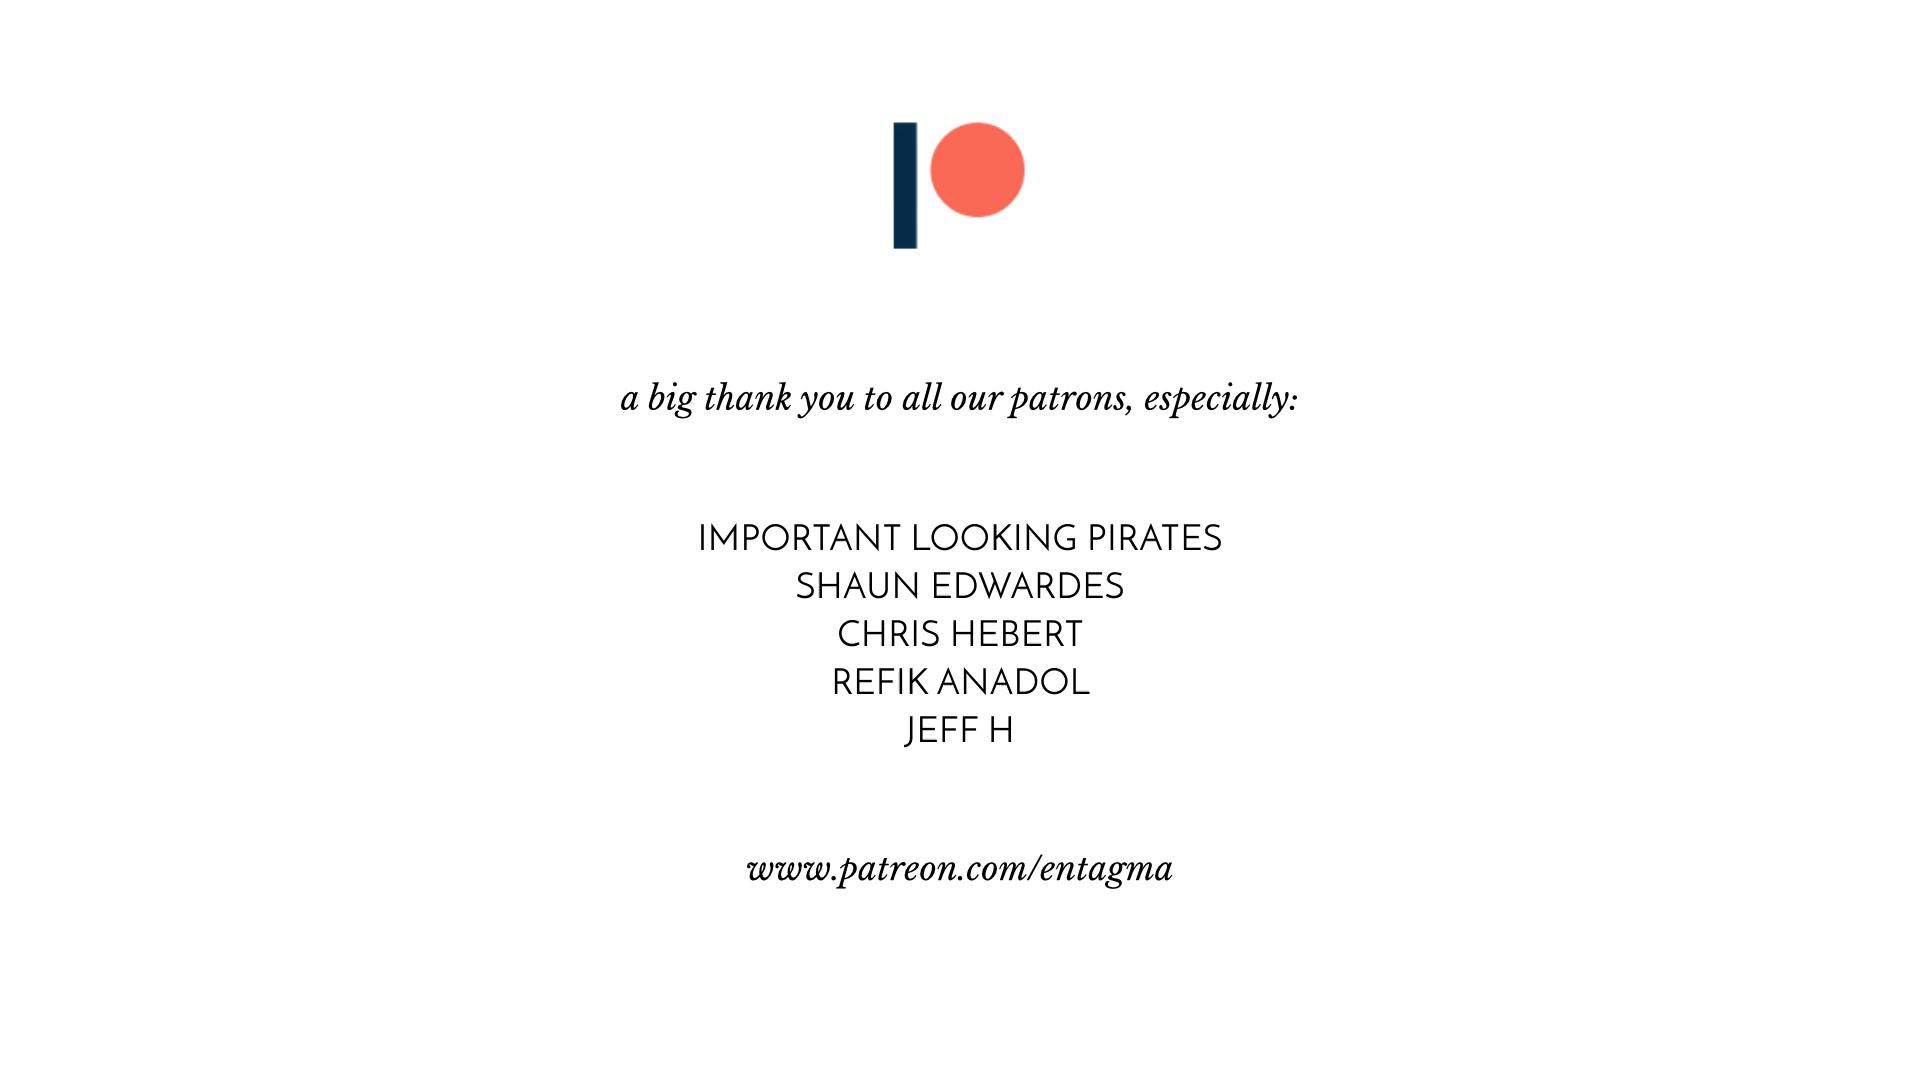 a big thank you to all our patrons, especially:
IMPORTANT LOOKING PIRATES
SHAUN EDWARDES
CHRIS HEBERT
REFIK ANADOL
JEFF H
www.patreon.com/entagma